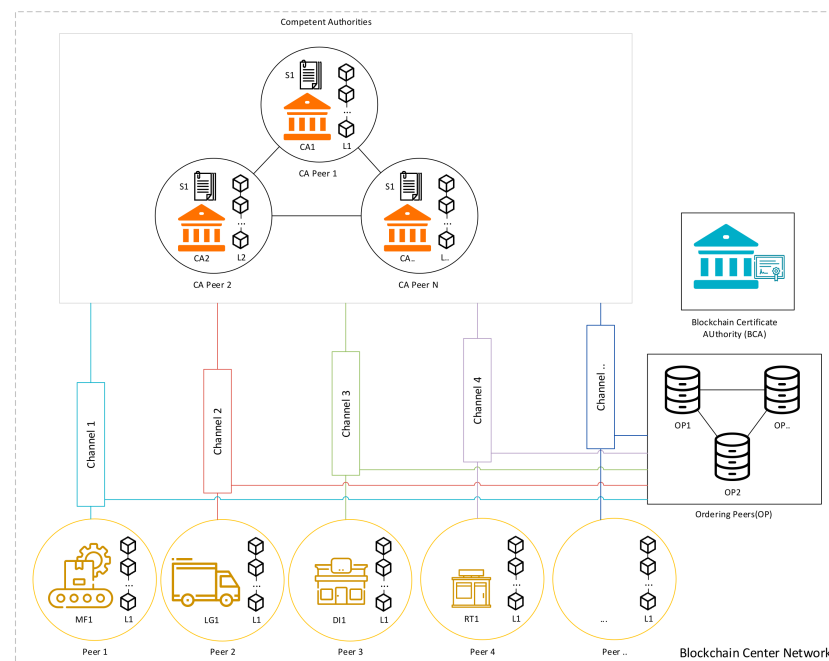 Competent Authorities
S1
CA1
L1
CA Peer 1
S1
S1
CA2
L2
CA..
L..
CA Peer 2
CA Peer N
Blockchain Certificate
AUthority (BCA)
Channel 1
Channel 2
Channel 3
Channel 4
Channel ..
OP1
OP..
OP2
Ordering Peers(OP)
...
...
...
...
...
...
...
...
MF1
L1
LG1
L1
DI1
L1
RT1
L1
...
L1
Peer 1
Peer 2
Peer 3
Peer 4
Peer ..
Blockchain Center Network